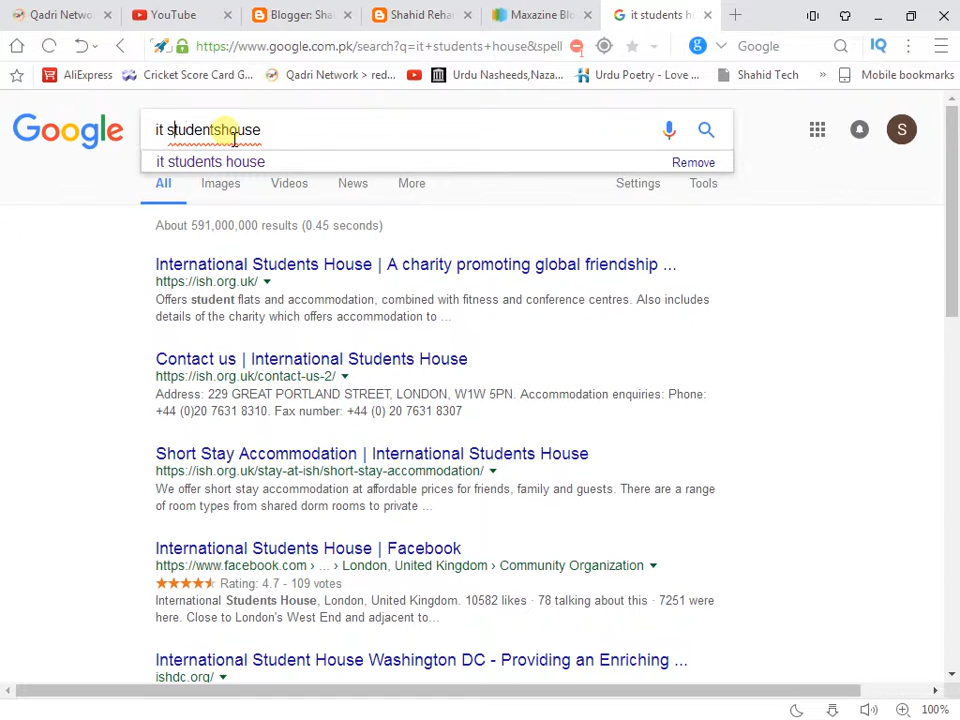 Qadri Network
YouTube
Blogger: Sha
Shahid Reha
Maxazine Blo
it students h
https://www.google.com.pk/search?q=it+students+house&spell
g
Google
IQ
AliExpress
Cricket Score Card G...
Qadri Network > red...
Urdu Nasheeds,Naza...
Urdu Poetry - Love ...
Shahid Tech
»
Mobile bookmarks
Google
it studentshouse
S
it students house
Remove
All
Images
Videos
News
More
Settings
Tools
About 591,000,000 results (0.45 seconds)
International Students House | A charity promoting global friendship ...
https://ish.org.uk/
Offers student flats and accommodation, combined with fitness and conference centres. Also includes
details of the charity which offers accommodation to ...
Contact us | International Students House
https://ish.org.uk/contact-us-2/
Address: 229 GREAT PORTLAND STREET, LONDON, W1W 5PN. Accommodation enquiries: Phone:
+44 (0)20 7631 8310. Fax number: +44 (0) 20 7631 8307
Short Stay Accommodation | International Students House
https://ish.org.uk/stay-at-ish/short-stay-accommodation/
We offer short stay accommodation at affordable prices for friends, family and guests. There are a range
of room types from shared dorm rooms to private ...
International Students House | Facebook
https://www.facebook.com › ... › London, United Kingdom › Community Organization
Rating: 4.7 - 109 votes
International Students House, London, United Kingdom. 10582 likes · 78 talking about this · 7251 were
here. Close to London's West End and adjacent to...
International Student House Washington DC - Providing an Enriching ...
ishdc.org/
100%